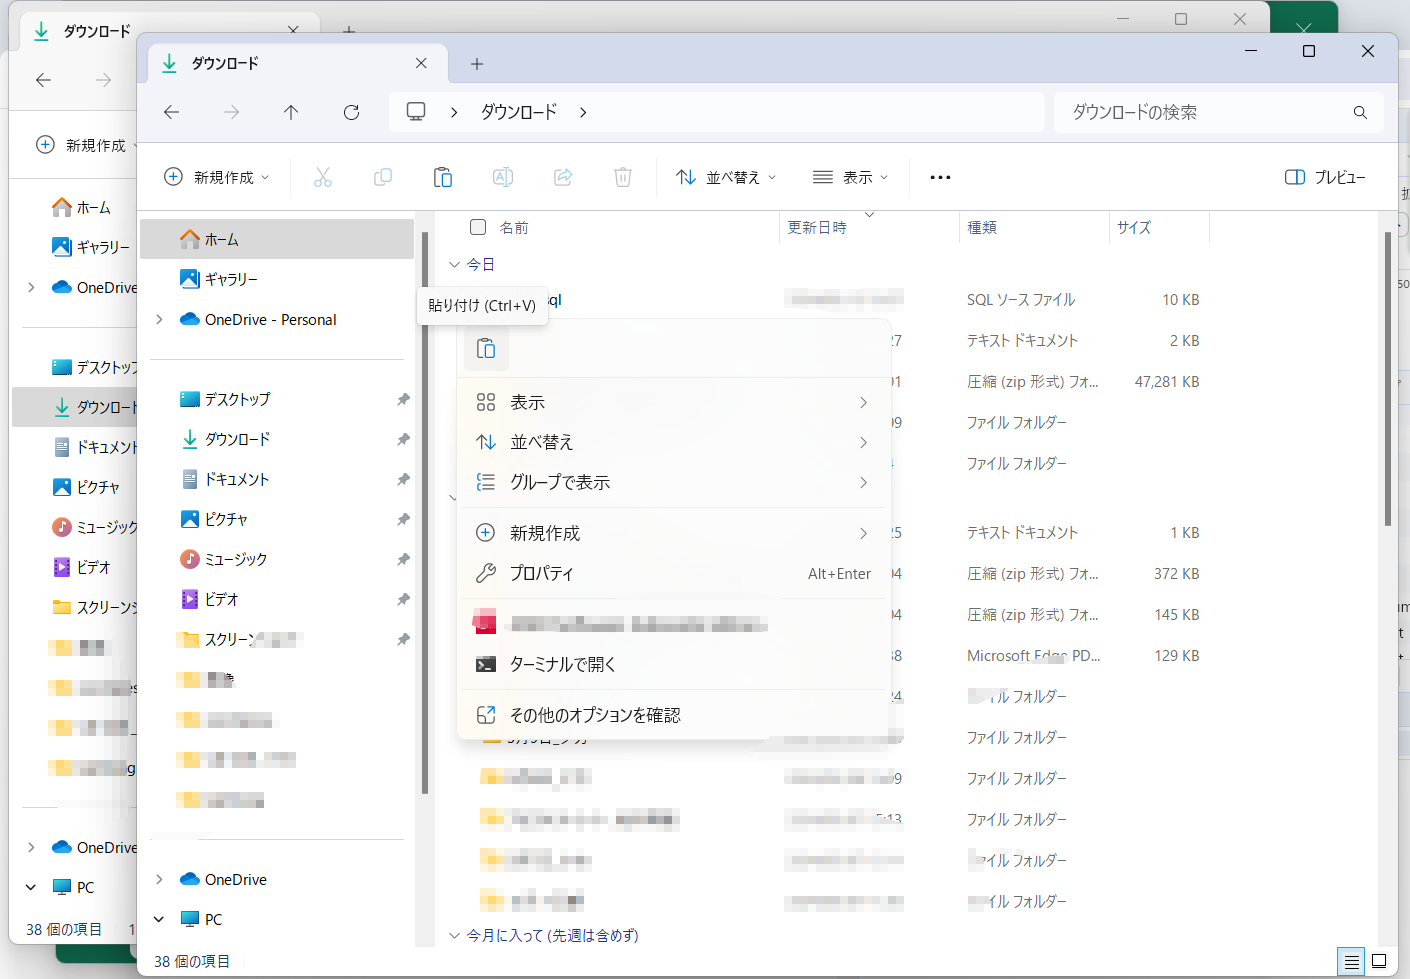 ダウンロード
新規作成
ホーム
ギャラリー
OneDrive
デスクトップ
ダウンロード
ドキュメント
ピクチャ
ミュージック
ビデオ
スクリーンシ
OneDrive
PC
38 個の項目
ダウンロード
ダウンロード
ダウンロードの検索
新規作成
並べ替え
表示
プレビュー
ホーム
ギャラリー
OneDrive - Personal
デスクトップ
ダウンロード
ドキュメント
ピクチャ
ミュージック
ビデオ
スクリーン
OneDrive
PC
38 個の項目
名前 更新日時 種類 サイズ
今日
sql SQL ソース ファイル 10 KB
27 テキスト ドキュメント 2 KB
01 圧縮 (zip 形式) フォ... 47,281 KB
09 ファイル フォルダー
ファイル フォルダー
25 テキスト ドキュメント 1 KB
04 圧縮 (zip 形式) フォ... 372 KB
04 圧縮 (zip 形式) フォ... 145 KB
38 Microsoft Edge PD... 129 KB
24 ファイル フォルダー
ファイル フォルダー
09 ファイル フォルダー
5:13 ファイル フォルダー
ファイル フォルダー
ファイル フォルダー
今月に入って (先週は含めず)
貼り付け (Ctrl+V)
表示
並べ替え
グループで表示
新規作成
プロパティ Alt+Enter
ターミナルで開く
その他のオプションを確認